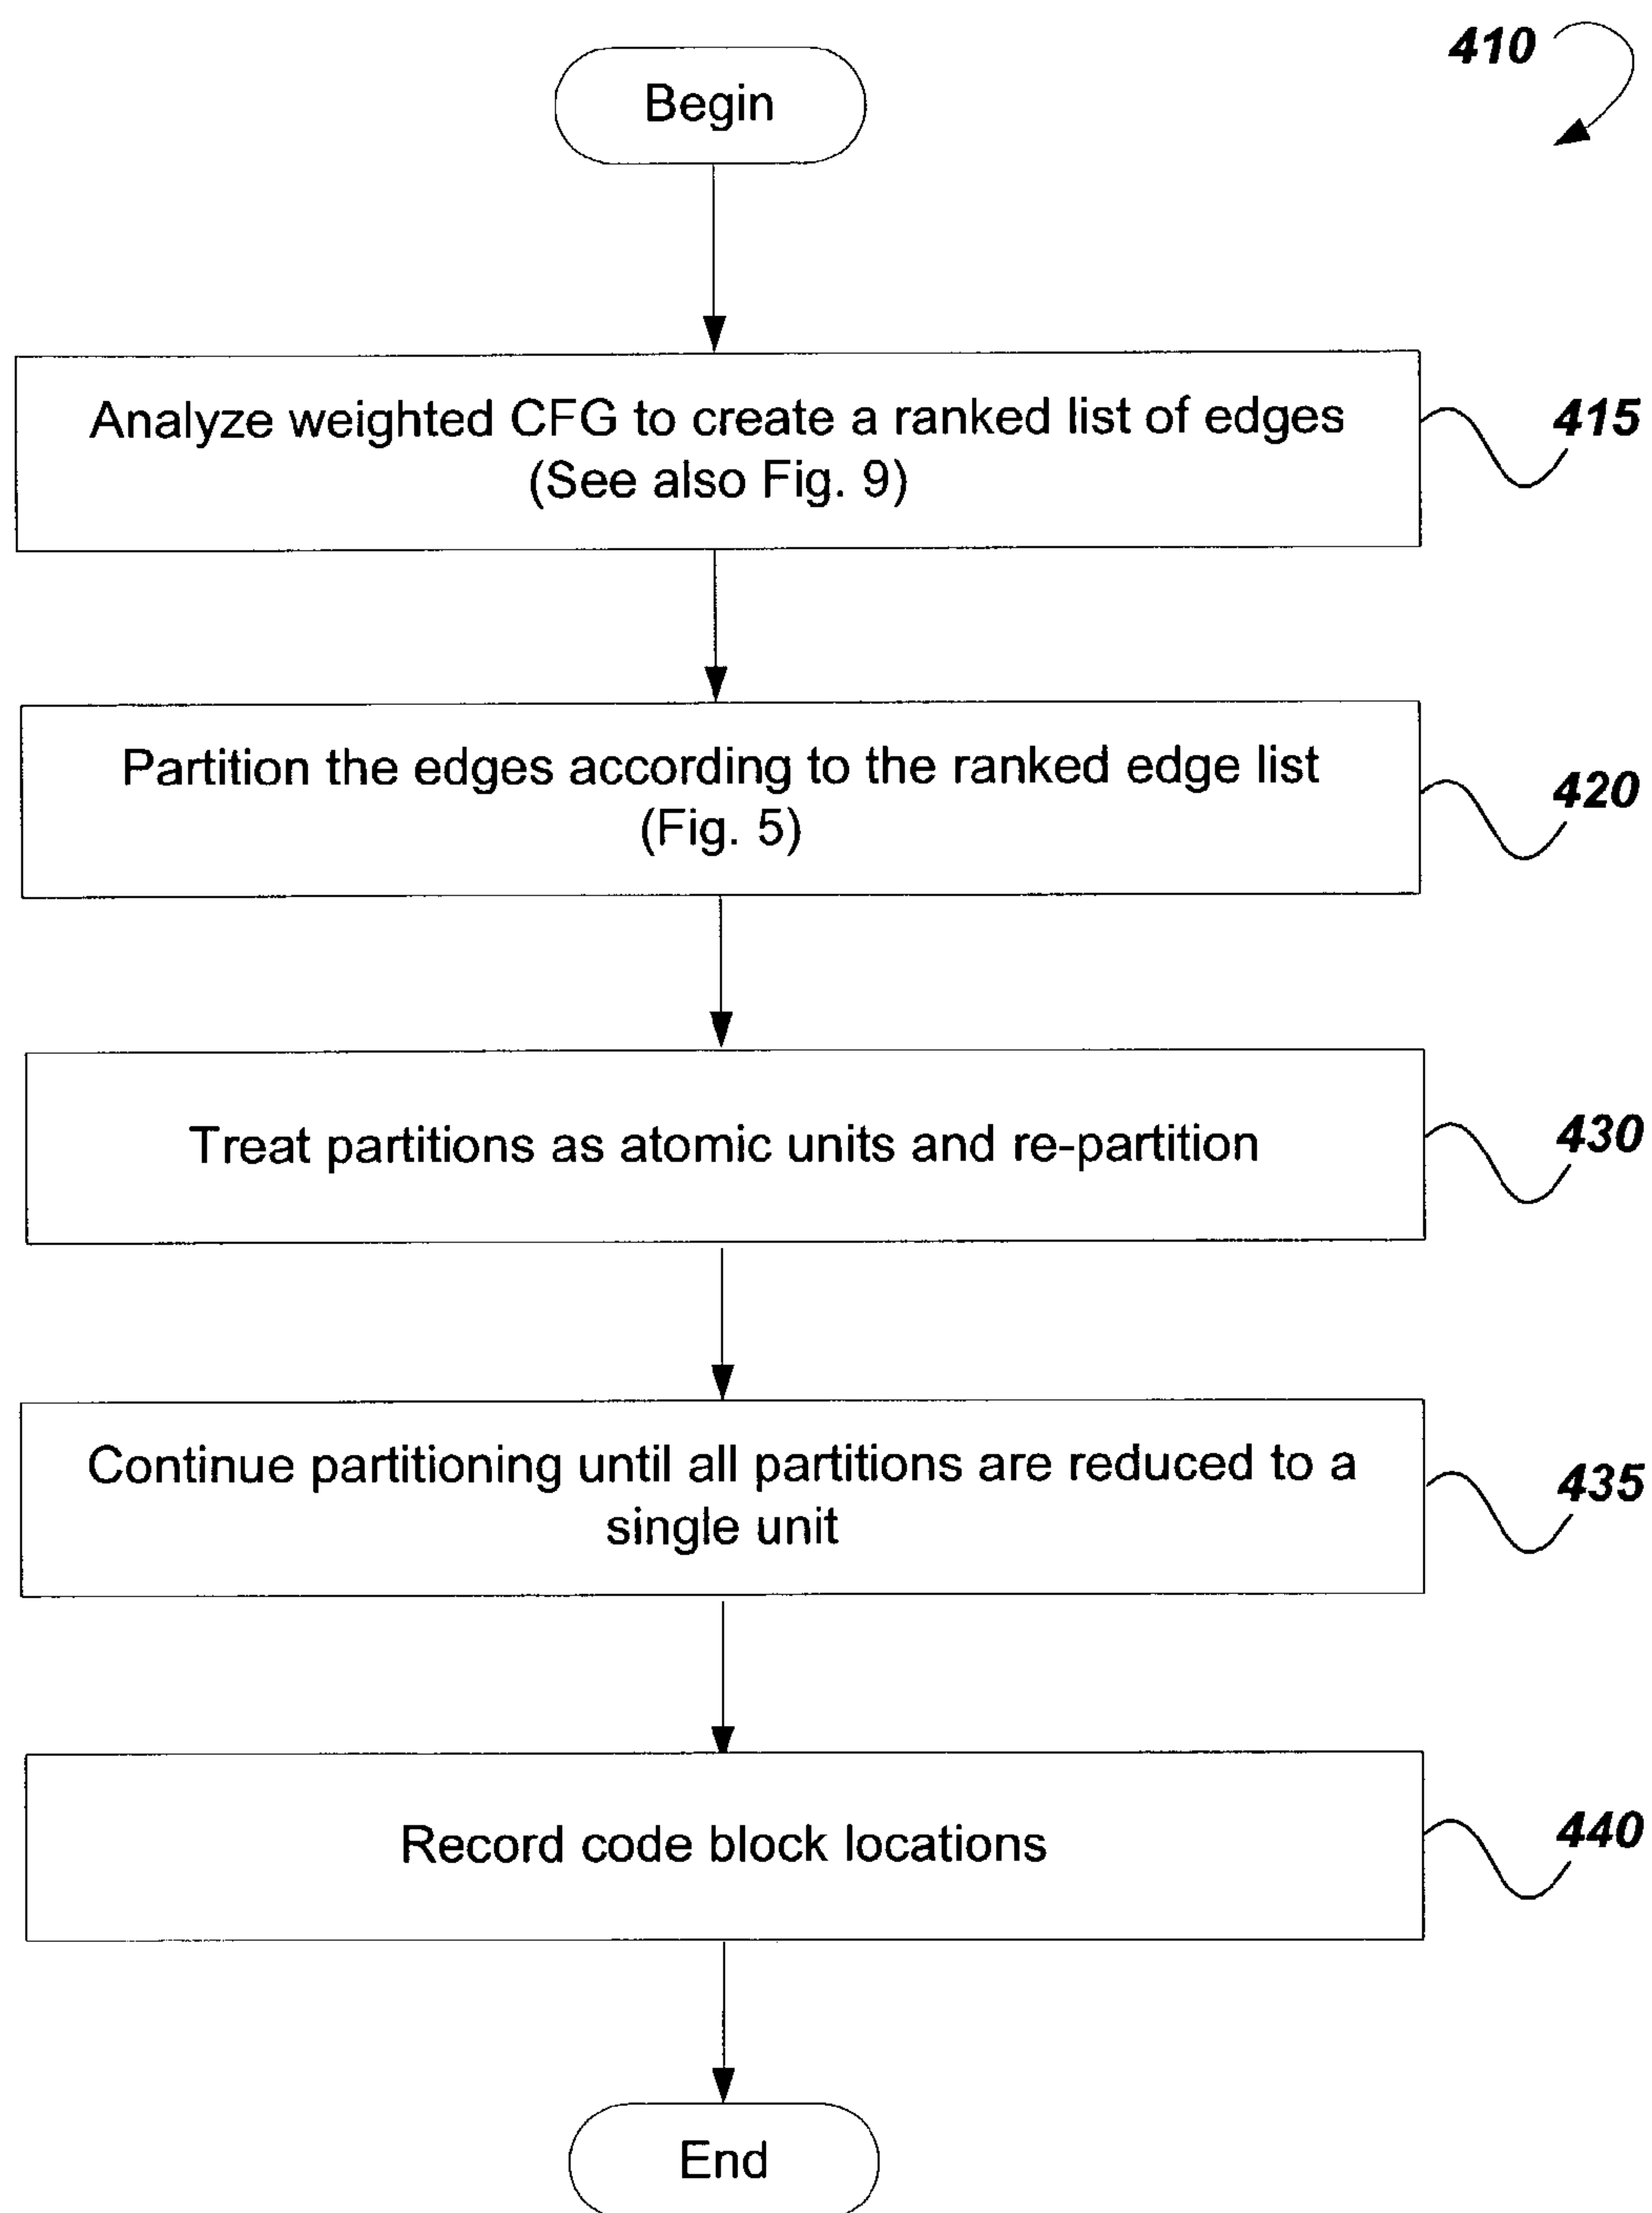 410
Begin
Analyze weighted CFG to create a ranked list of edges
(See also Fig. 9)
415
Partition the edges according to the ranked edge list
(Fig. 5)
420
Treat partitions as atomic units and re-partition
430
Continue partitioning until all partitions are reduced to a
single unit
435
Record code block locations
440
End